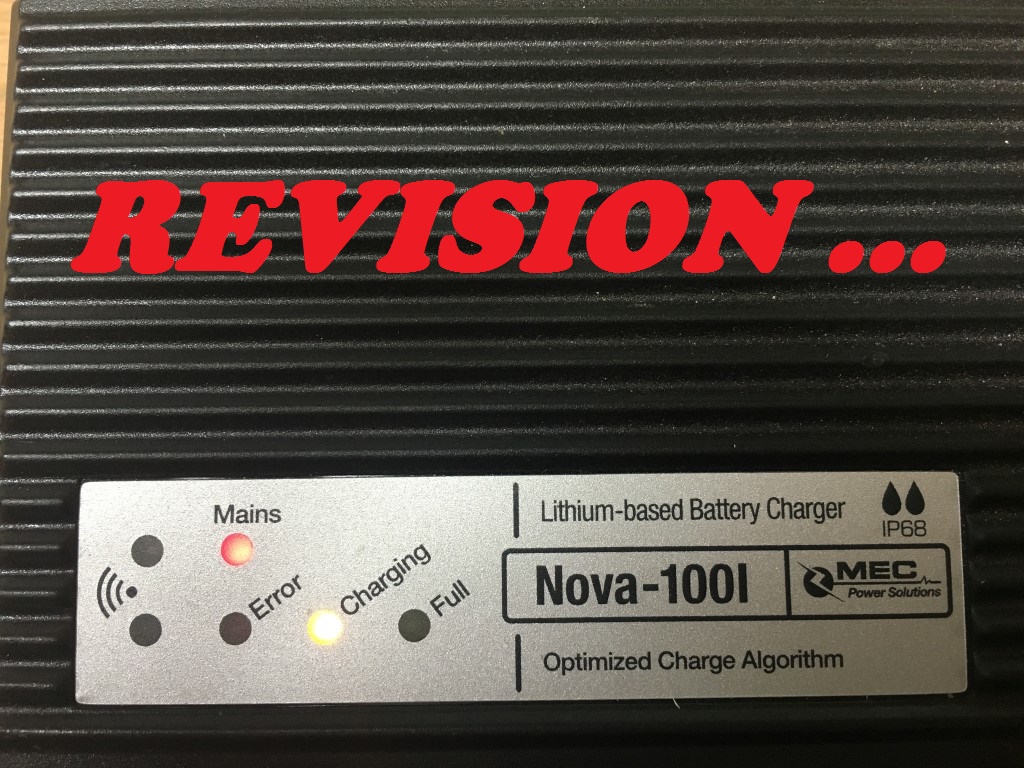 REVISION ...
Mains
Error
Charging
Full
Lithium-based Battery Charger
IP68
Nova-100I
MEC
Power Solutions
Optimized Charge Algorithm